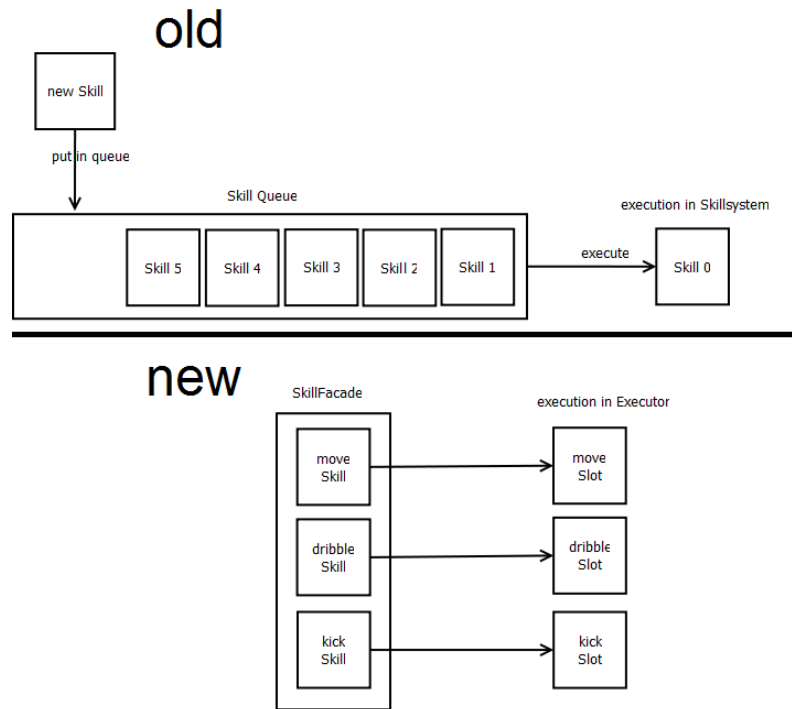 old
new Skill
put in queue
Skill Queue
execution in Skillsystem
Skill 5
Skill 4
Skill 3
Skill 2
Skill 1
execute
Skill 0
new
SkillFacade
execution in Executor
move
Skill
move
Slot
dribble
Skill
dribble
Slot
kick
Skill
kick
Slot